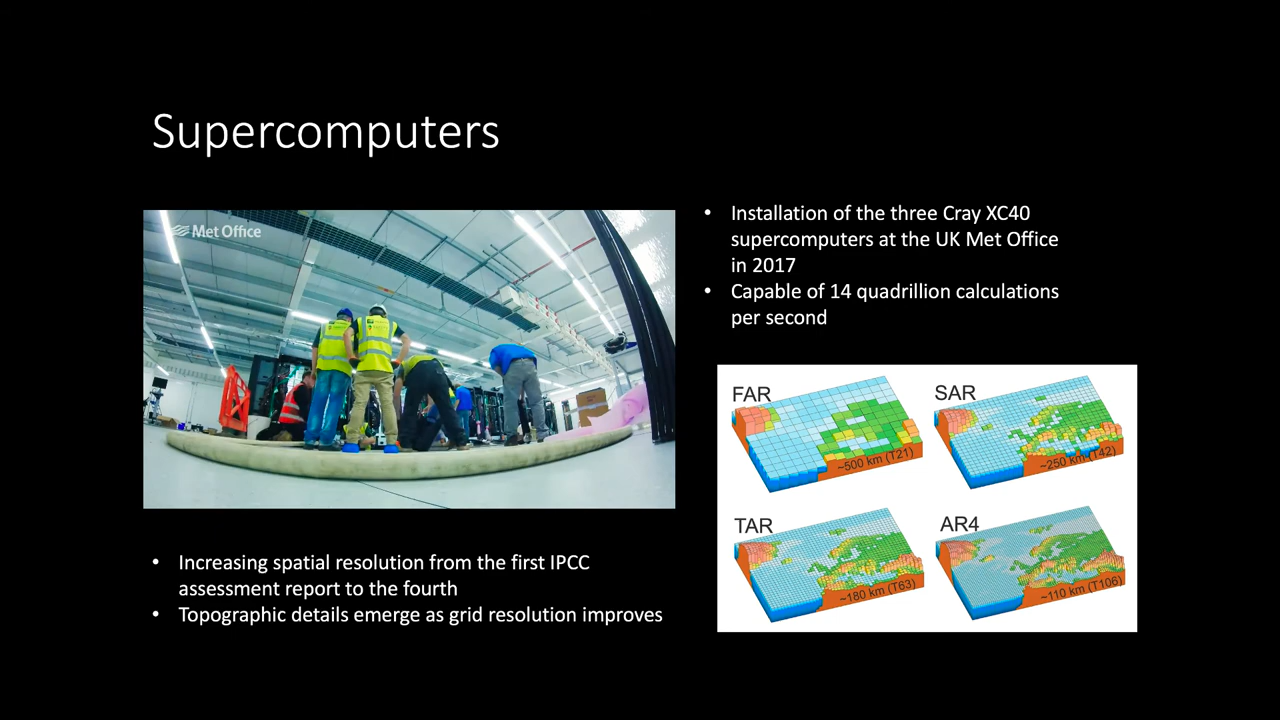 Supercomputers
Met Office
• Installation of the three Cray XC40
supercomputers at the UK Met Office
in 2017
• Capable of 14 quadrillion calculations
per second
FAR
~500 km (T21)
SAR
~250 km (T42)
TAR
~180 km (T63)
AR4
~110 km (T106)
• Increasing spatial resolution from the first IPCC
assessment report to the fourth
• Topographic details emerge as grid resolution improves